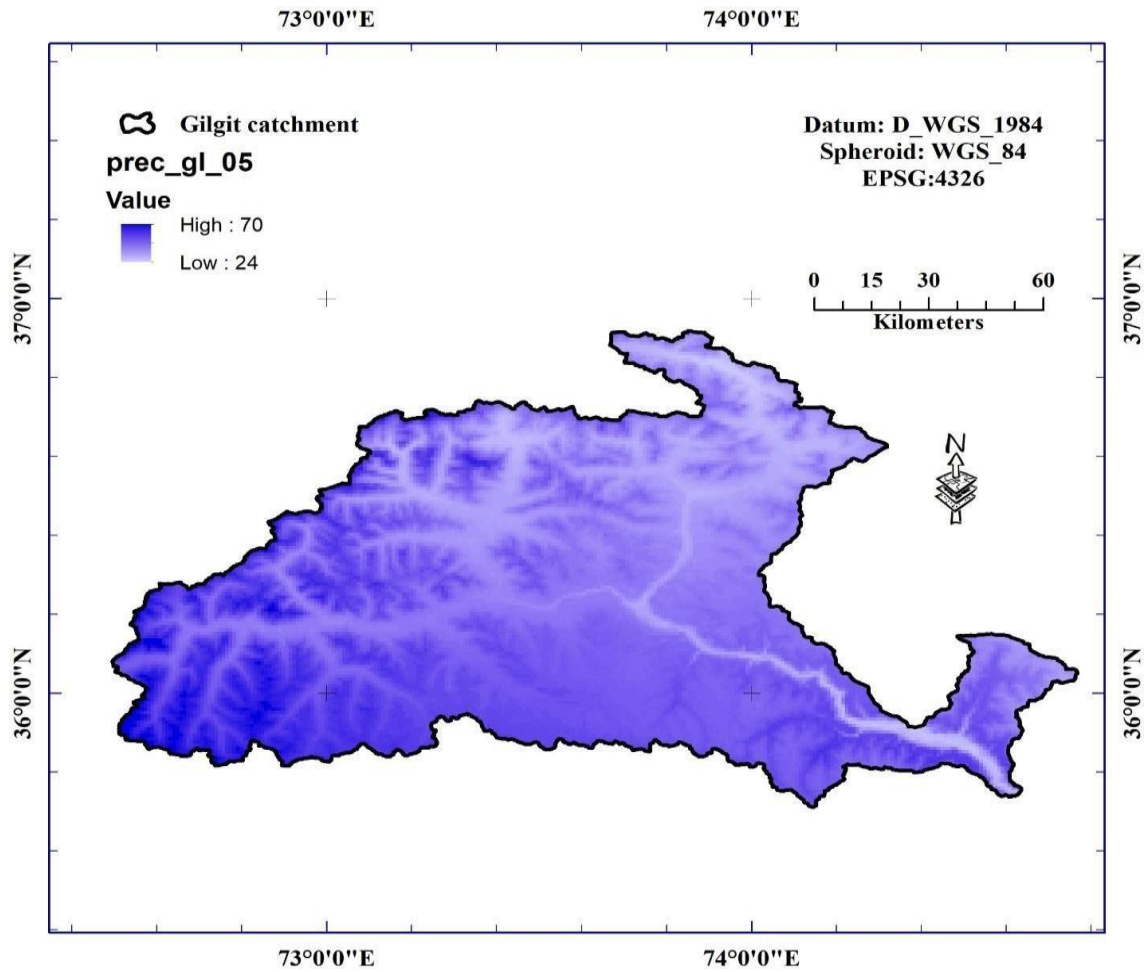 73°0'0"E 74°0'0"E
Gilgit catchment
prec_gl_05
Value
High : 70
Low : 24
Datum: D_WGS_1984
Spheroid: WGS_84
EPSG:4326
0 15 30 60
Kilometers
37°0'0"N 37°0'0"N
N
36°0'0"N 36°0'0"N
73°0'0"E 74°0'0"E